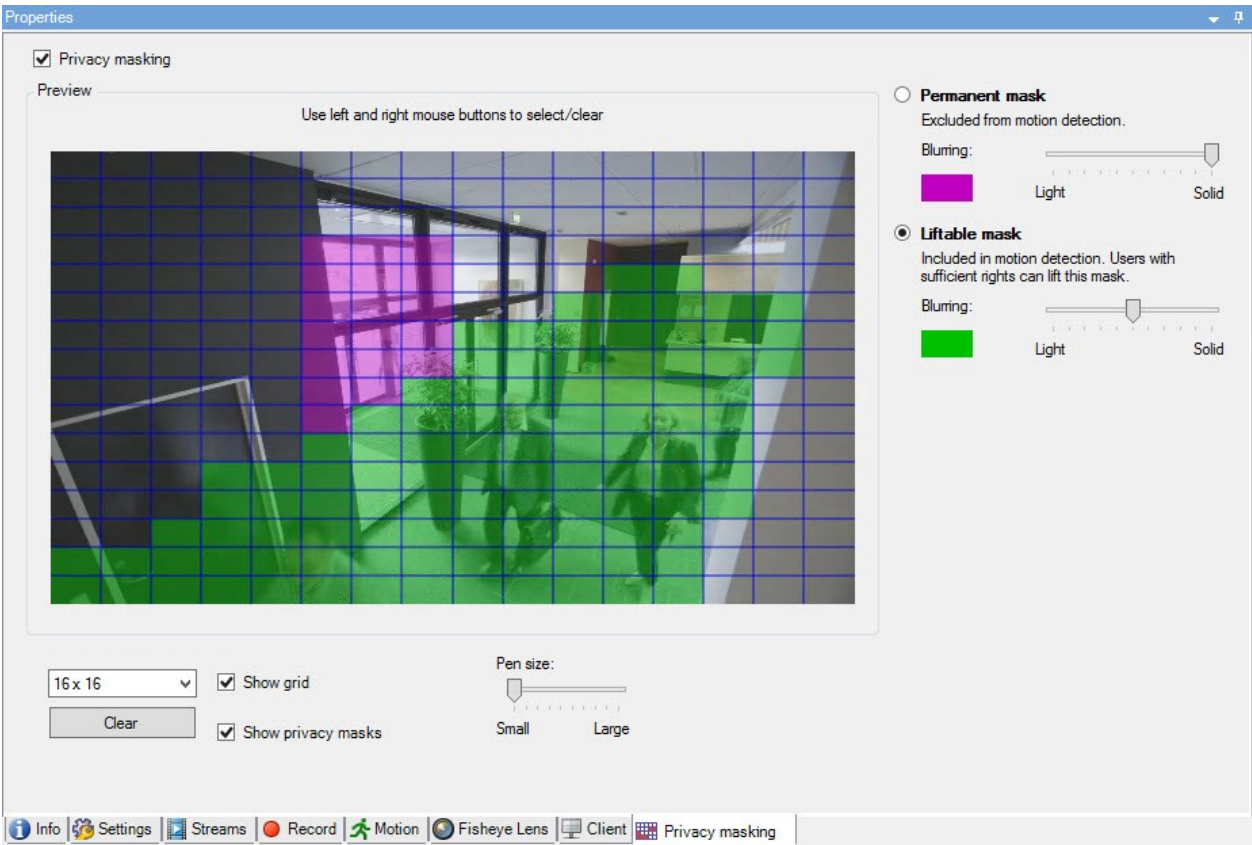 Properties
Privacy masking
Preview
Use left and right mouse buttons to select/clear
Permanent mask
Excluded from motion detection.
Blurring:
Light Solid
Liftable mask
Included in motion detection. Users with
sufficient rights can lift this mask.
Blurring:
Light Solid
Pen size:
16 x 16
Show grid
Clear
Show privacy masks
Small Large
Info Settings Streams Record Motion Fisheye Lens Client Privacy masking